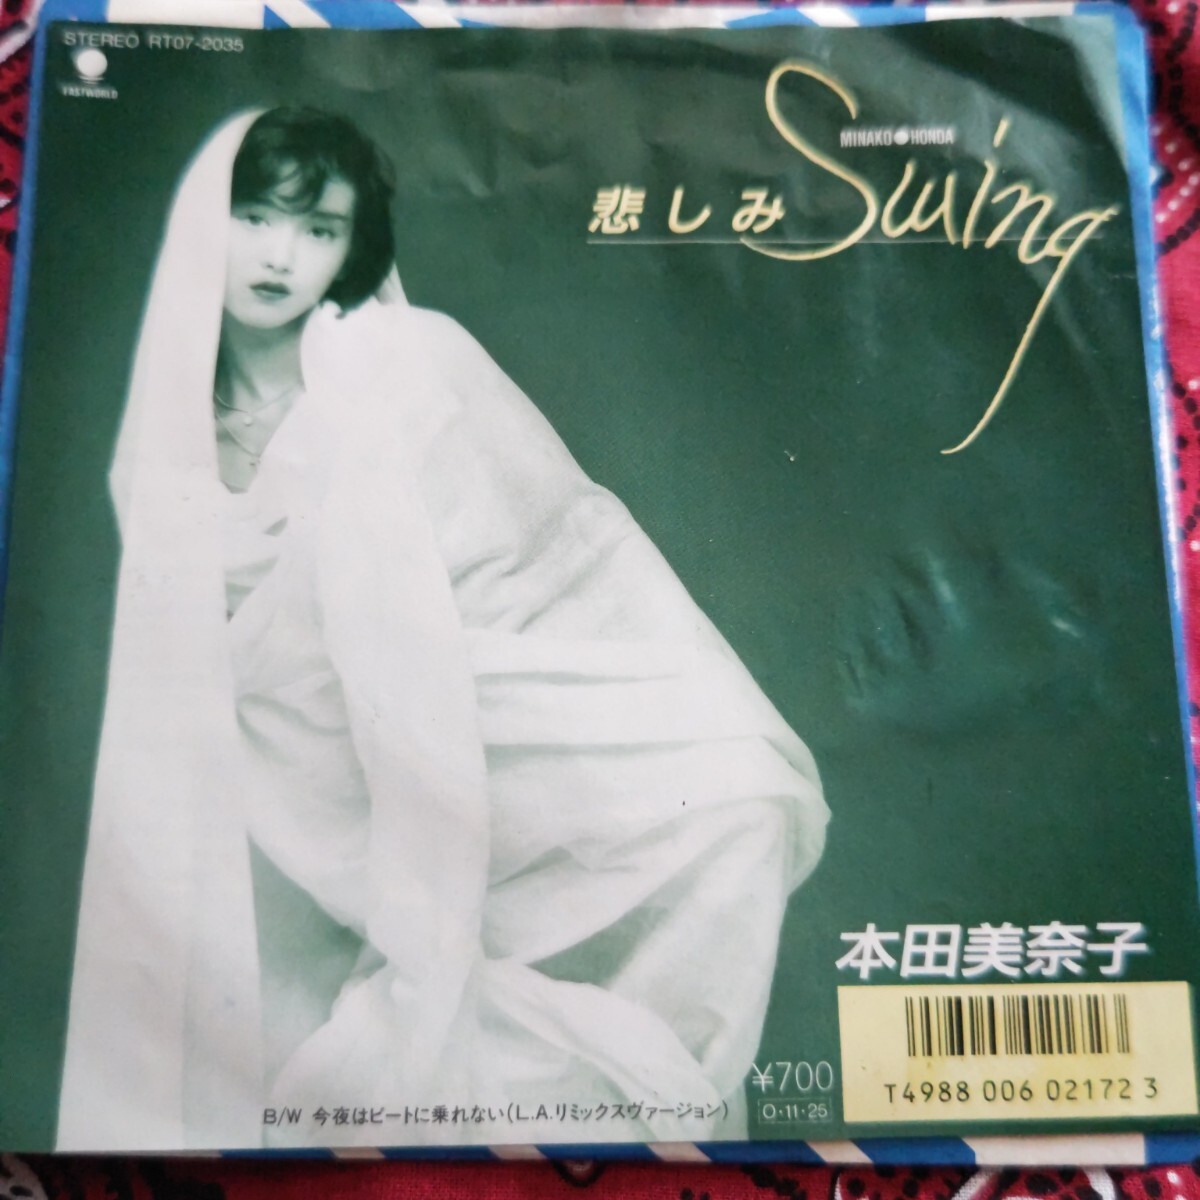 STEREO RT07-2035
EASTWORLD
MINAKO HONDA
悲しみ Swing
本田美奈子
T4988 006 02172 3
¥700
O・11・25
B/W 今夜はビートに乗れない(L.A.リミックスヴァージョン)